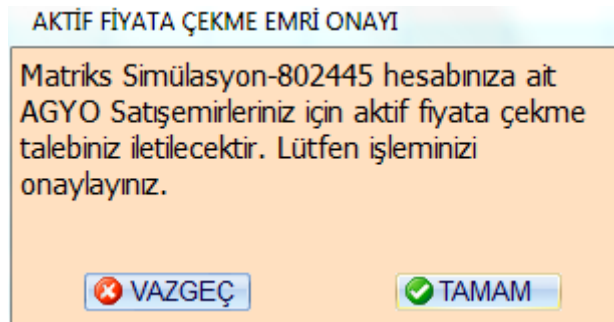 AKTİF FİYATA ÇEKME EMRİ ONAYI
Matriks Simülasyon-802445 hesabınıza ait
AGYO Satışemirleriniz için aktif fiyata çekme
talebiniz iletilecektir. Lütfen işleminizi
onaylayınız.
VAZGEÇ TAMAM